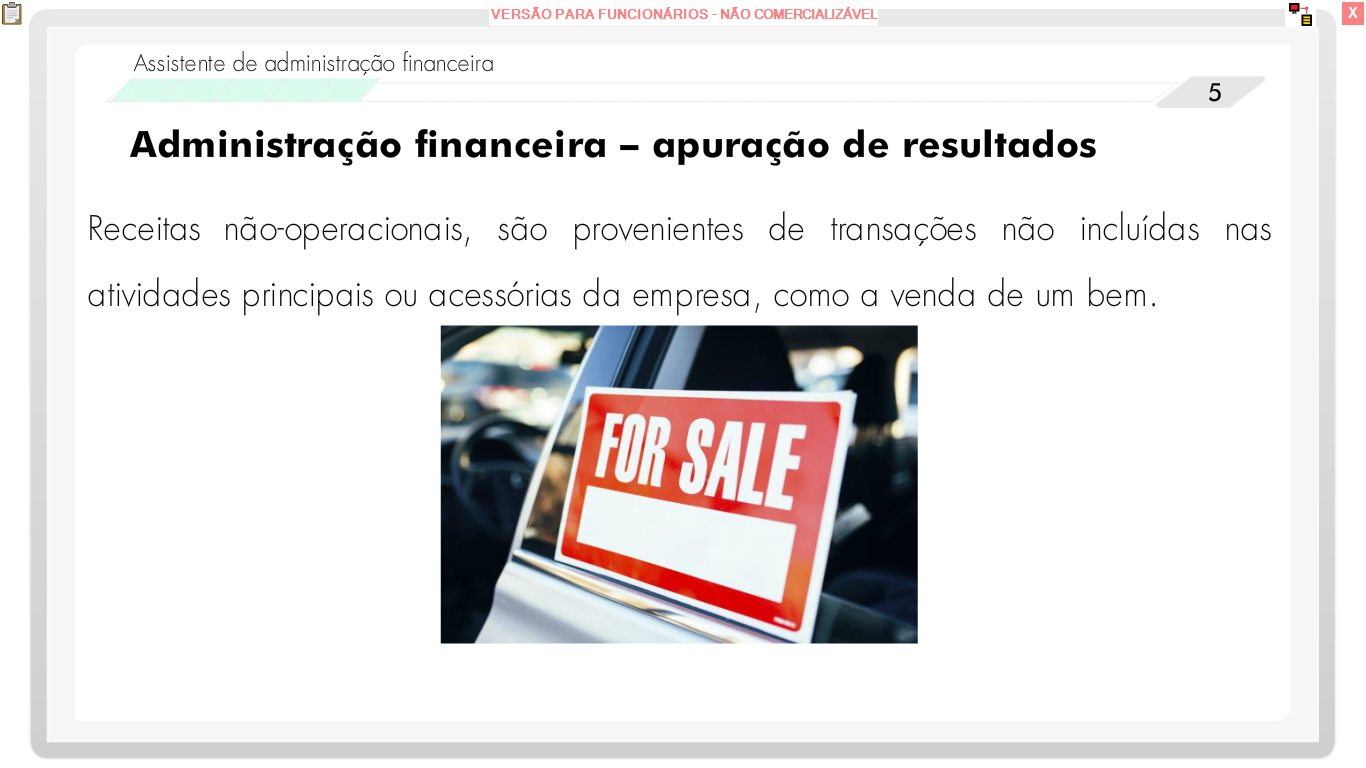 VERSÃO PARA FUNCIONÁRIOS - NÃO COMERCIALIZÁVEL
X
Assistente de administração financeira
5
Administração financeira – apuração de resultados
Receitas não-operacionais, são provenientes de transações não incluídas nas
atividades principais ou acessórias da empresa, como a venda de um bem.
FOR SALE